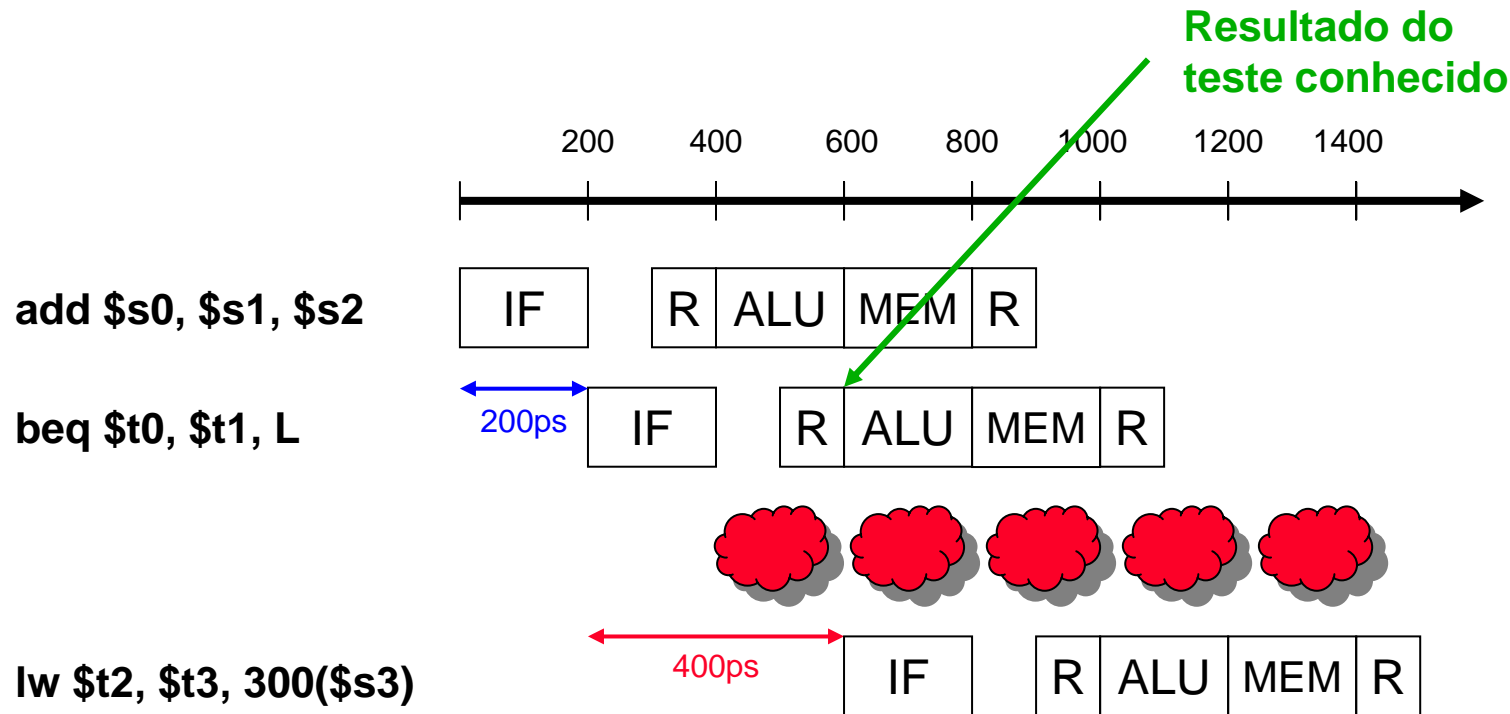 Resultado do
teste conhecido
200 400 600 800 1000 1200 1400
add $s0, $s1, $s2 IF R ALU MEM R
200ps
beq $t0, $t1, L IF R ALU MEM R
400ps
lw $t2, $t3, 300($s3) IF R ALU MEM R